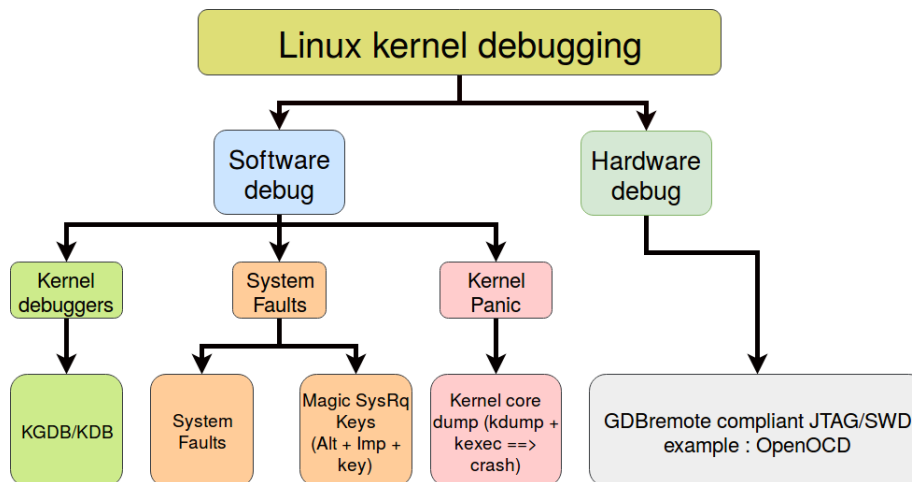 Linux kernel debugging
Software
debug
Hardware
debug
Kernel
debuggers
System
Faults
Kernel
Panic
KGDB/KDB
System
Faults
Magic SysRq
Keys
(Alt + Imp +
key)
Kernel core
dump (kdump +
kexec ==>
crash)
GDBremote compliant JTAG/SWD
example : OpenOCD